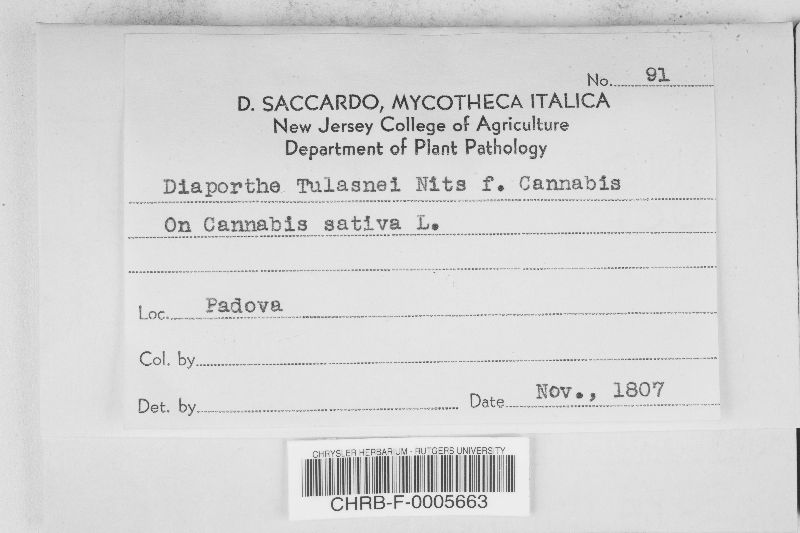 No. 91
D. SACCARDO, MYCOTHECA ITALICA
New Jersey College of Agriculture
Department of Plant Pathology
Diaporthe Tulasnei Nits f. Cannabis
On Cannabis sativa L.
Loc. Padova
Col. by
Det. by Date Nov., 1807
CHRYSLER HERBARIUM - RUTGERS UNIVERSITY
CHRB-F-0005663